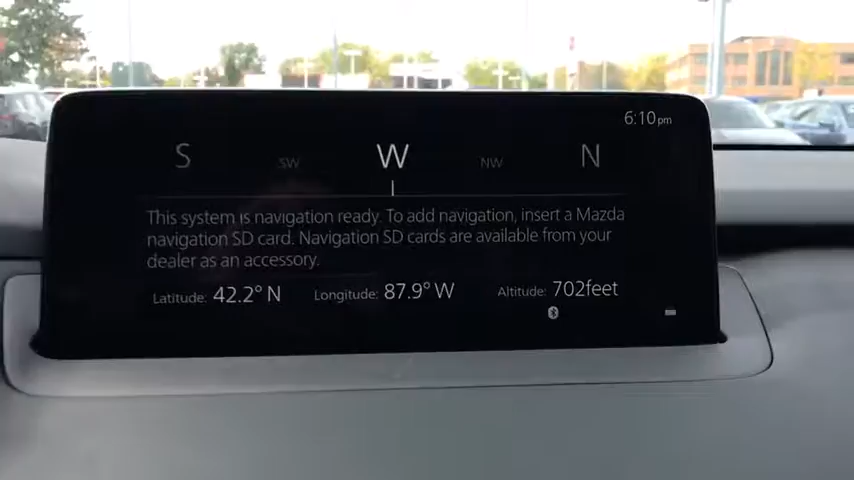 6:10pm
S SW W NW N
This system is navigation ready. To add navigation, insert a Mazda
navigation SD card. Navigation SD cards are available from your
dealer as an accessory.
Latitude: 42.2° N Longitude: 87.9° W Altitude: 702feet